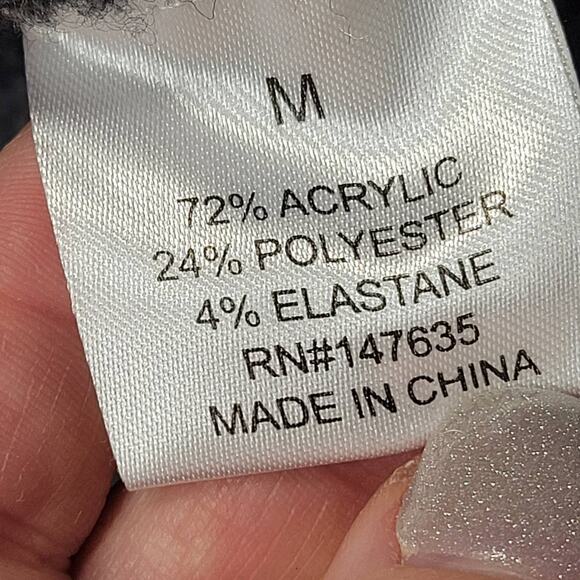 M
72% ACRYLIC
24% POLYESTER
4% ELASTANE
RN#147635
MADE IN CHINA